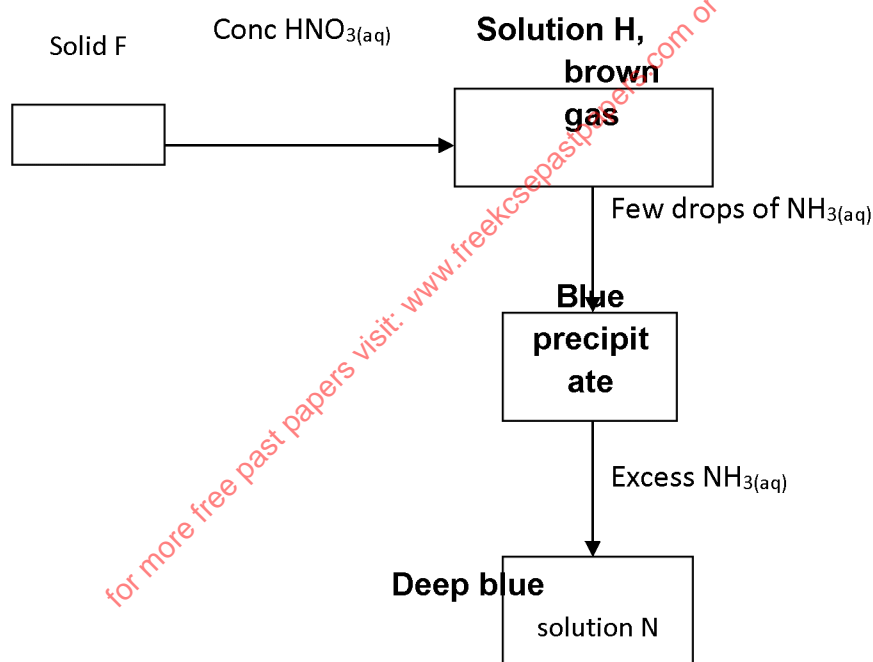 Solid F
Conc HNO₃(aq)
Solution H,
brown
gas
Few drops of NH₃(aq)
Blue
precipit
ate
Excess NH₃(aq)
Deep blue
solution N
for more free past papers visit: www.freekcsepastpapers.com or